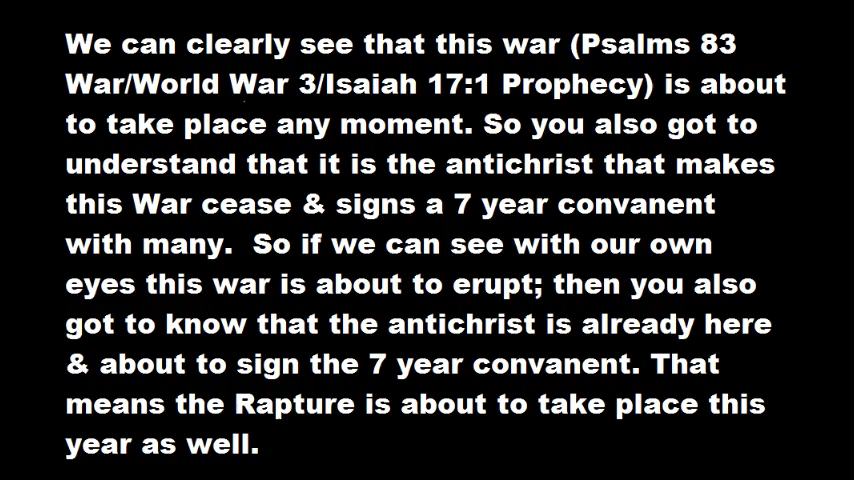 We can clearly see that this war (Psalms 83
War/World War 3/Isaiah 17:1 Prophecy) is about
to take place any moment. So you also got to
understand that it is the antichrist that makes
this War cease & signs a 7 year convanent
with many.  So if we can see with our own
eyes this war is about to erupt; then you also
got to know that the antichrist is already here
& about to sign the 7 year convanent. That
means the Rapture is about to take place this
year as well.